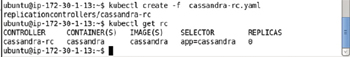 ubuntu@ip-172-30-1-13:~$ kubectl create -f cassandra-rc.yaml
replicationcontrollers/cassandra-rc
ubuntu@ip-172-30-1-13:~$ kubectl get rc
CONTROLLER CONTAINER(S) IMAGE(S) SELECTOR REPLICAS
cassandra-rc cassandra cassandra app=cassandra 0
ubuntu@ip-172-30-1-13:~$